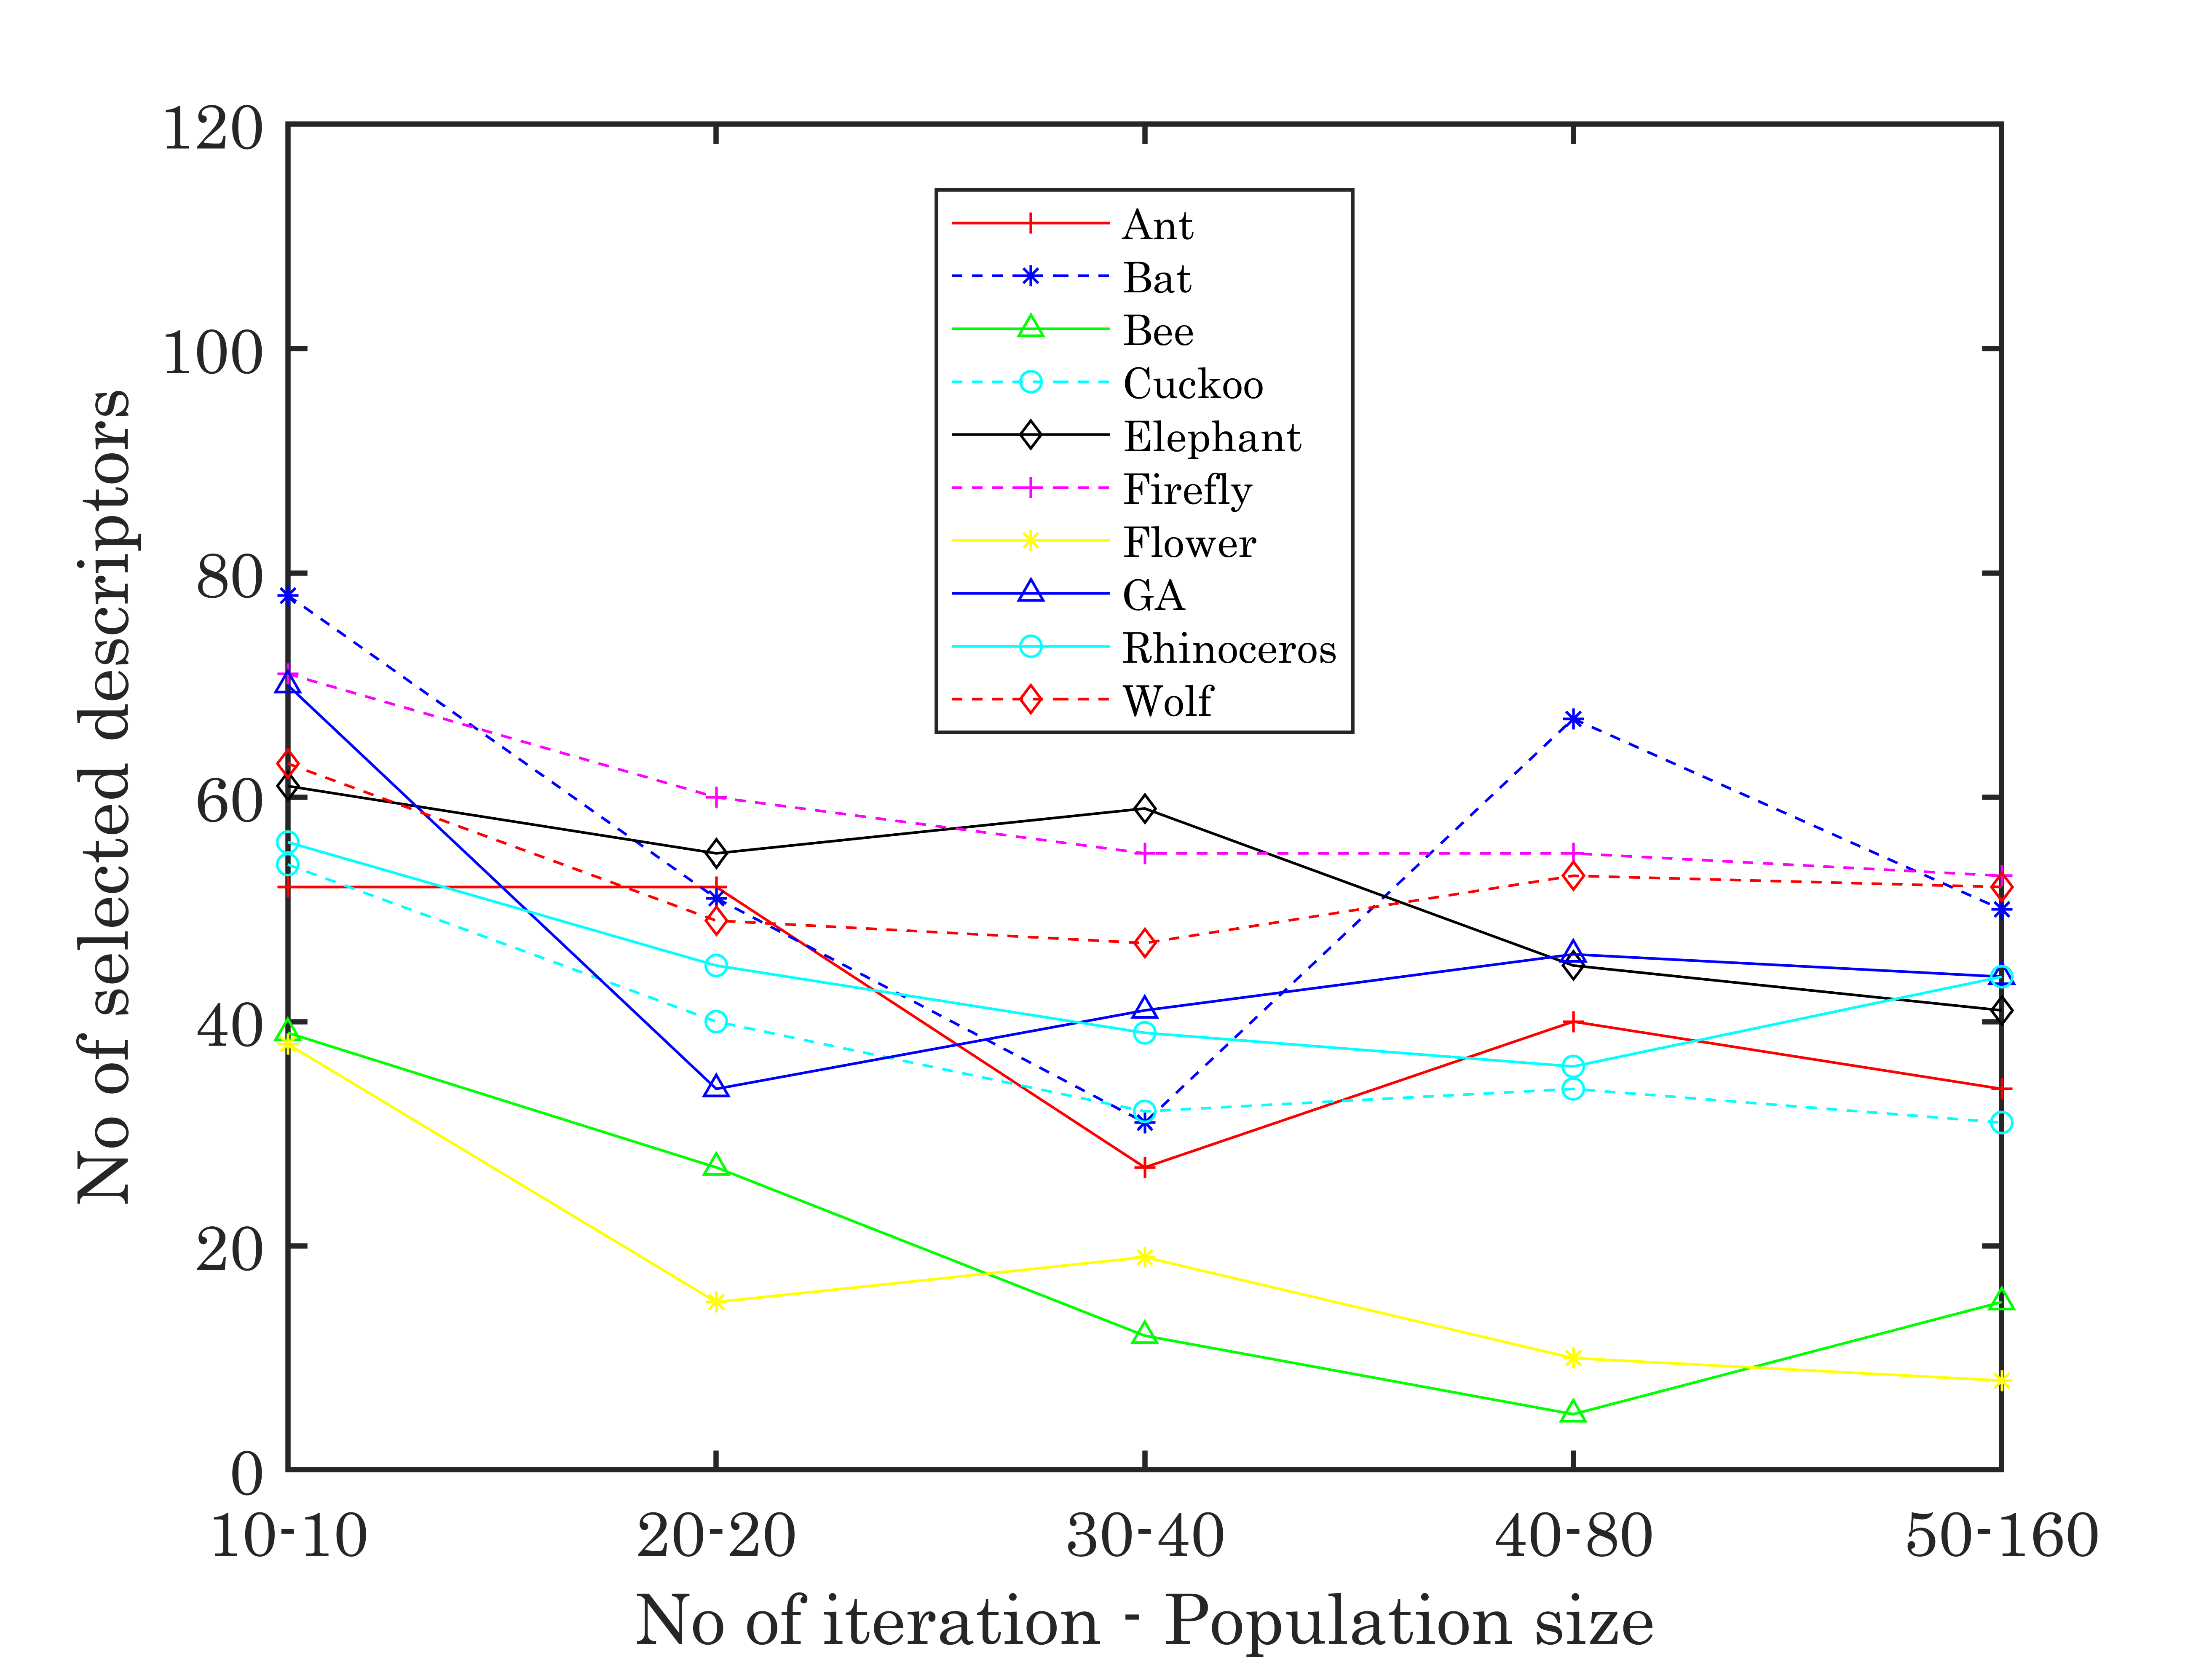 120
100
80
60
40
20
0
No of selected descriptors
Ant
Bat
Bee
Cuckoo
Elephant
Firefly
Flower
GA
Rhinoceros
Wolf
10-10 20-20 30-40 40-80 50-160
No of iteration - Population size